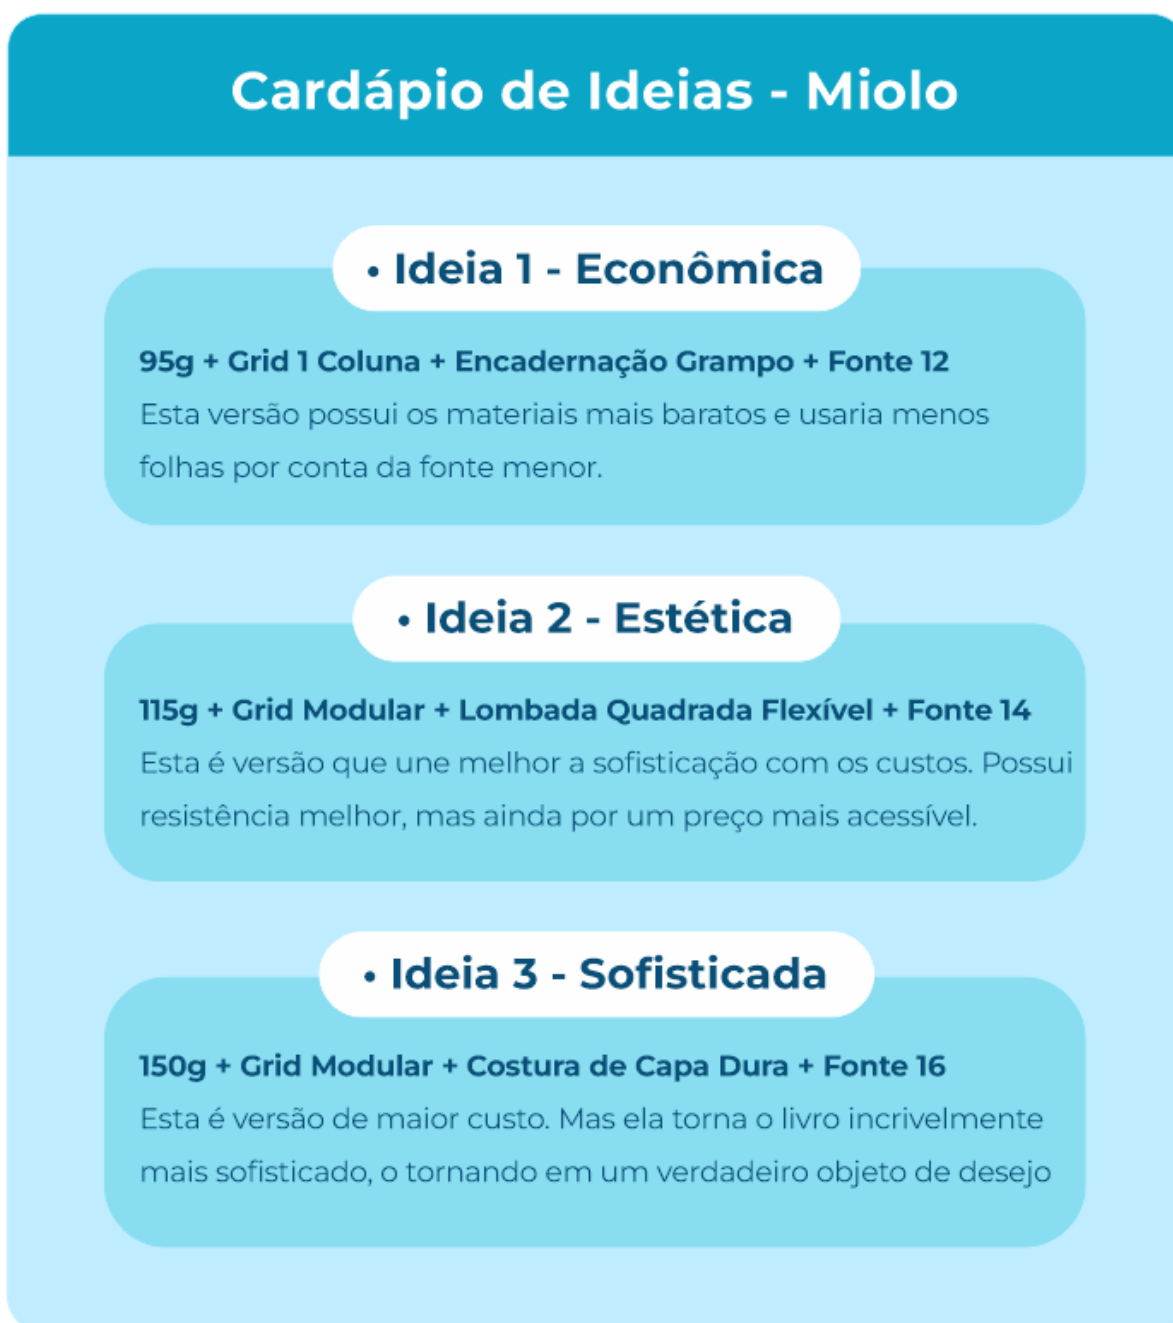 Cardápio de Ideias - Miolo
• Ideia 1 - Econômica
95g + Grid 1 Coluna + Encadernação Grampo + Fonte 12
Esta versão possui os materiais mais baratos e usaria menos
folhas por conta da fonte menor.
• Ideia 2 - Estética
115g + Grid Modular + Lombada Quadrada Flexível + Fonte 14
Esta é versão que une melhor a sofisticação com os custos. Possui
resistência melhor, mas ainda por um preço mais acessível.
• Ideia 3 - Sofisticada
150g + Grid Modular + Costura de Capa Dura + Fonte 16
Esta é versão de maior custo. Mas ela torna o livro incrivelmente
mais sofisticado, o tornando em um verdadeiro objeto de desejo